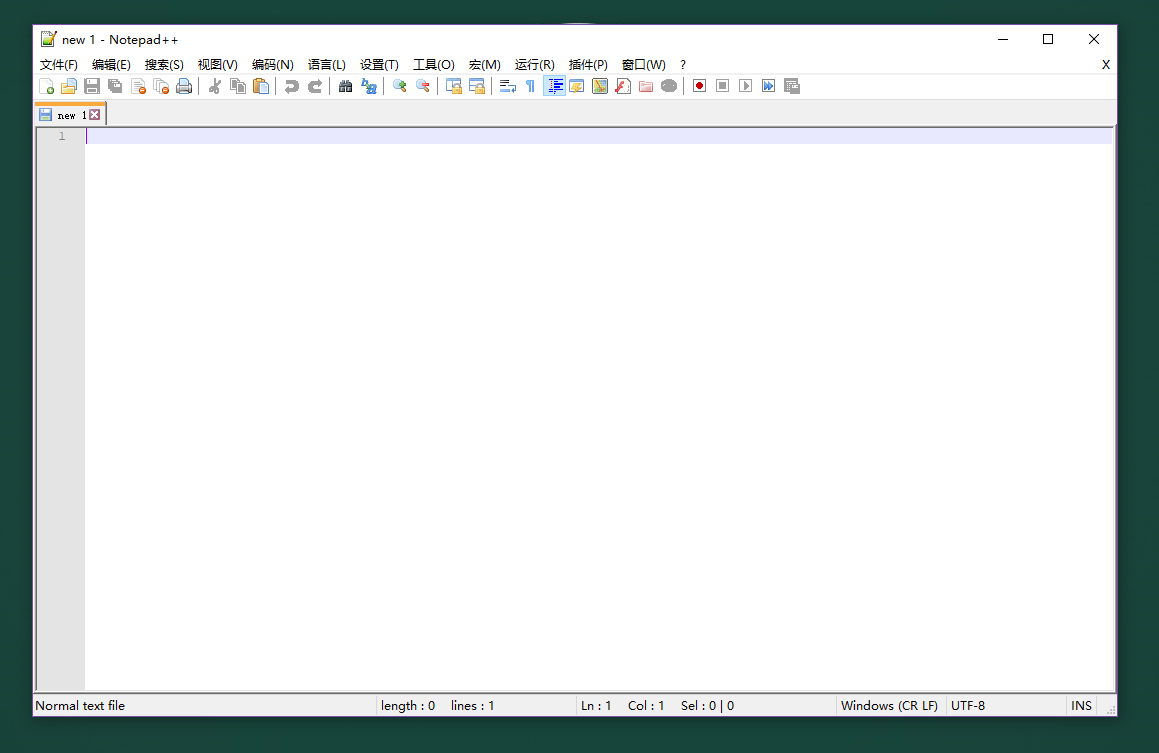 new 1 - Notepad++
文件(F) 编辑(E) 搜索(S) 视图(V) 编码(N) 语言(L) 设置(T) 工具(O) 宏(M) 运行(R) 插件(P) 窗口(W) ? X
new 1
1
Normal text file length : 0 lines : 1 Ln : 1 Col : 1 Sel : 0 | 0 Windows (CR LF) UTF-8 INS